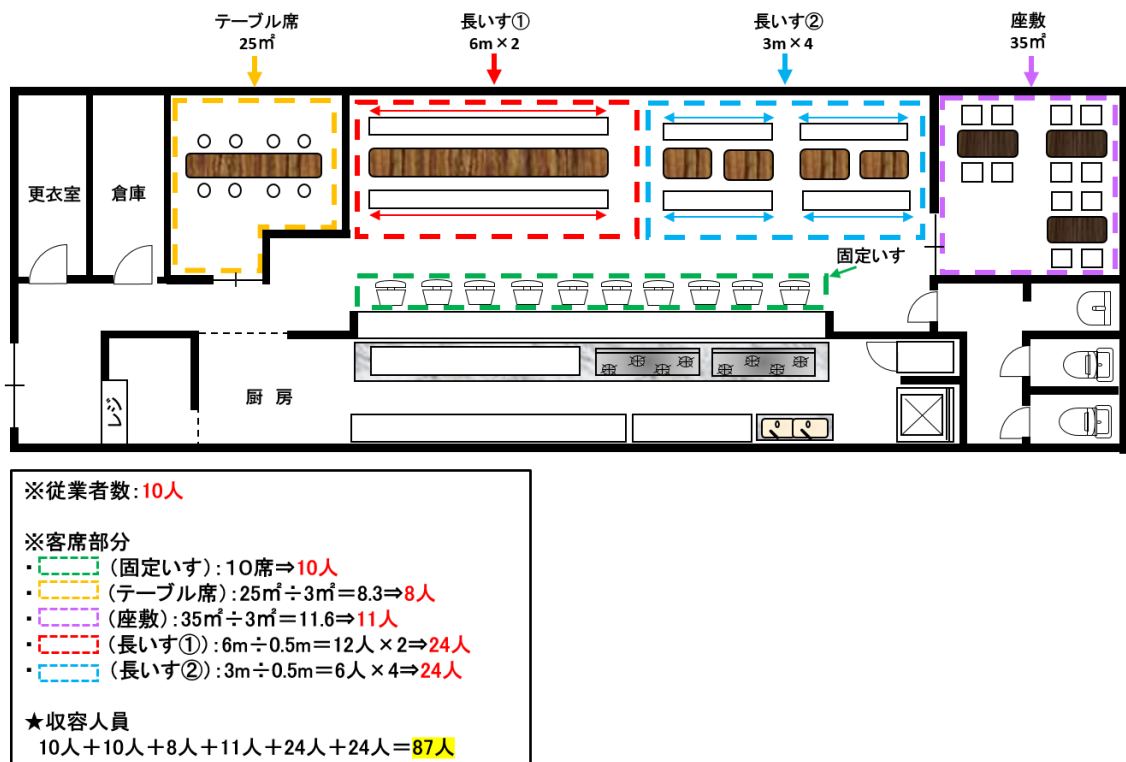 テーブル席
25㎡
長いす①
6m×2
長いす②
3m×4
座敷
35㎡
更衣室
倉庫
固定いす
厨 房
レジ
※従業者数:10人
※客席部分
・(固定いす):10席⇒10人
・(テーブル席):25㎡÷3㎡=8.3⇒8人
・(座敷):35㎡÷3㎡=11.6⇒11人
・(長いす①):6m÷0.5m=12人×2⇒24人
・(長いす②):3m÷0.5m=6人×4⇒24人
★収容人員
10人+10人+8人+11人+24人+24人=87人